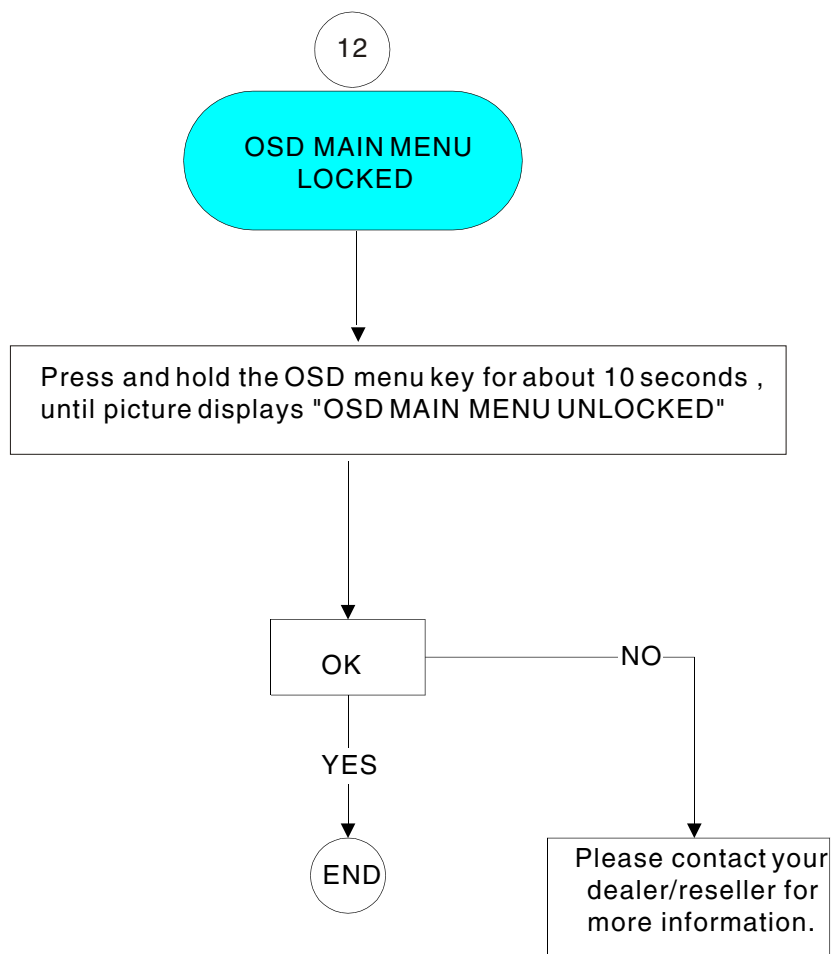 12
OSD MAIN MENU
LOCKED
Press and hold the OSD menu key for about 10 seconds ,
until picture displays "OSD MAIN MENU UNLOCKED"
OK
NO
YES
END
Please contact your
dealer/reseller for
more information.